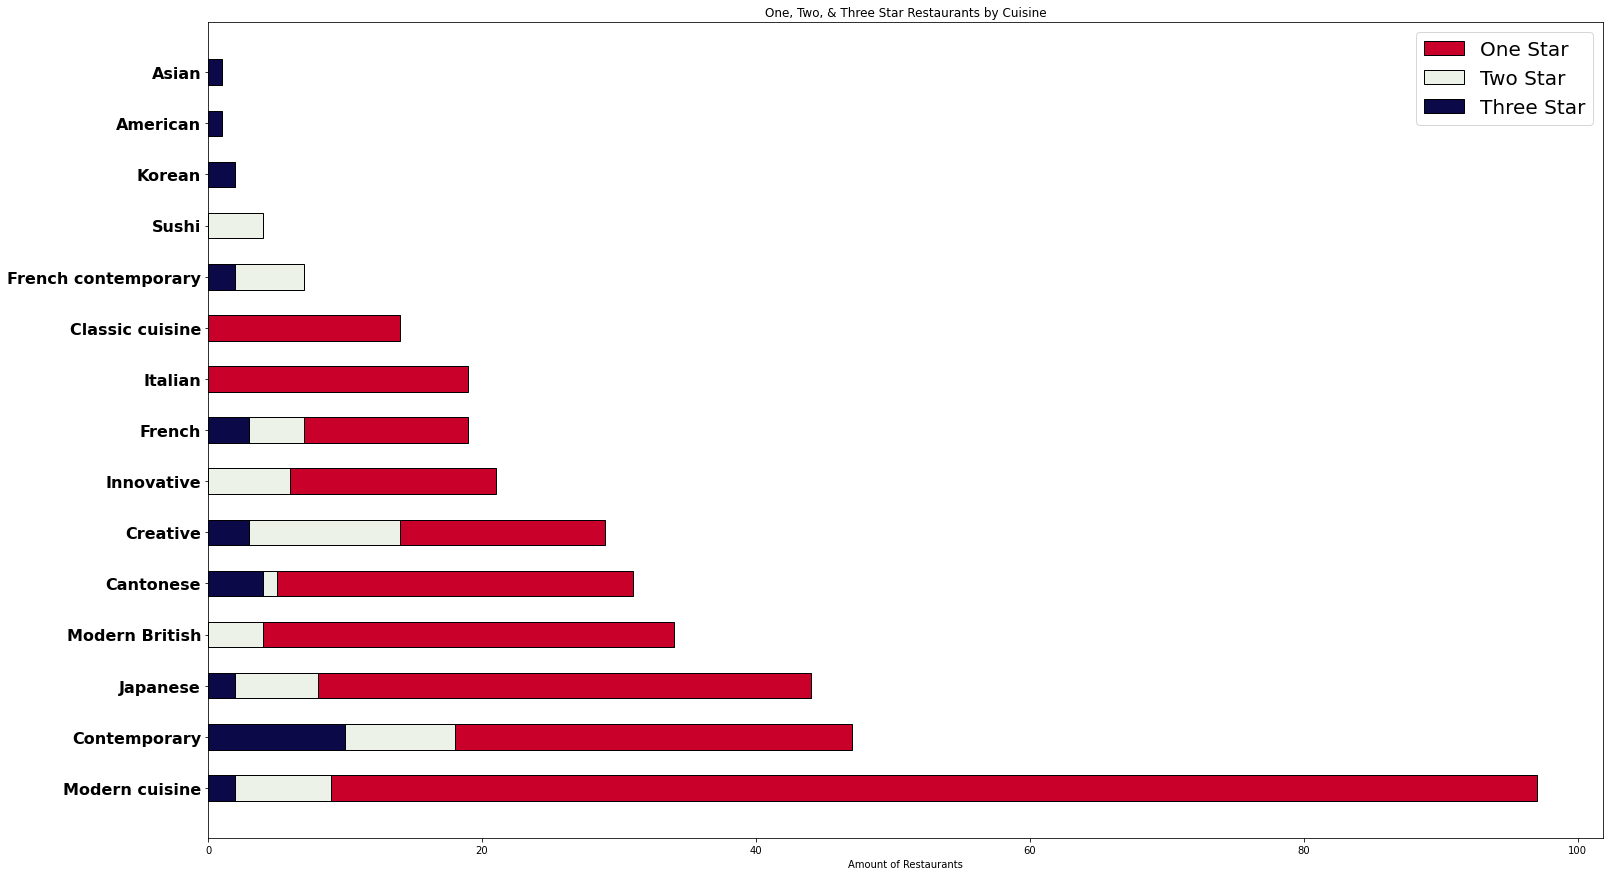 One, Two, & Three Star Restaurants by Cuisine
One Star
Two Star
Three Star
Asian
American
Korean
Sushi
French contemporary
Classic cuisine
Italian
French
Innovative
Creative
Cantonese
Modern British
Japanese
Contemporary
Modern cuisine
0 20 40 60 80 100
Amount of Restaurants